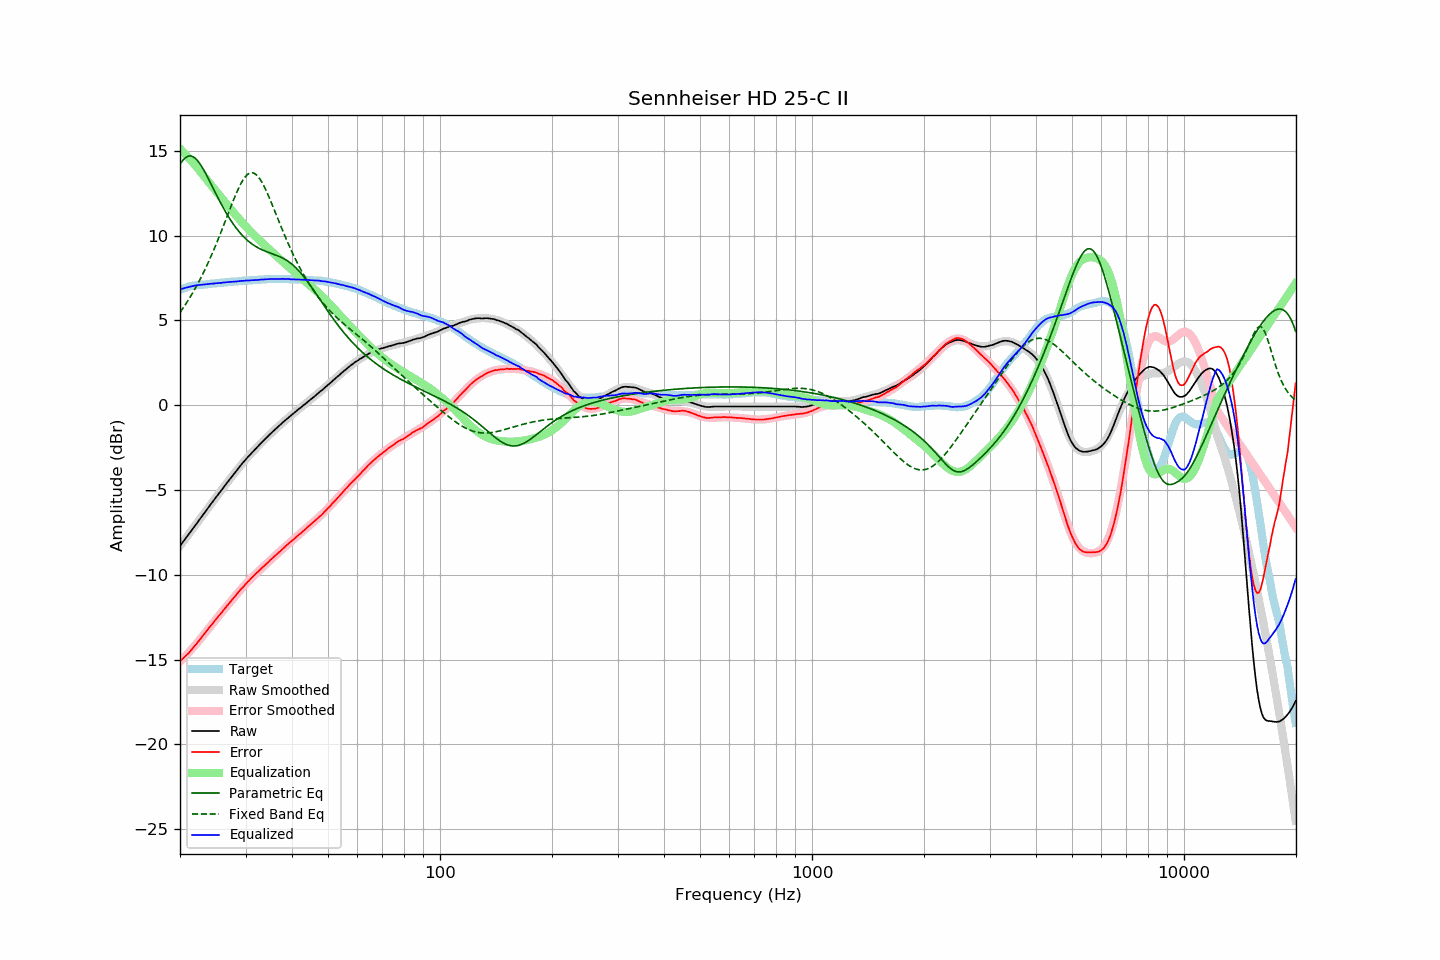 Sennheiser HD 25-C II
15
10
5
0
−5
−10
−15
−20
−25
Amplitude (dBr)
Target
Raw Smoothed
Error Smoothed
Raw
Error
Equalization
Parametric Eq
Fixed Band Eq
Equalized
100
1000
10000
Frequency (Hz)